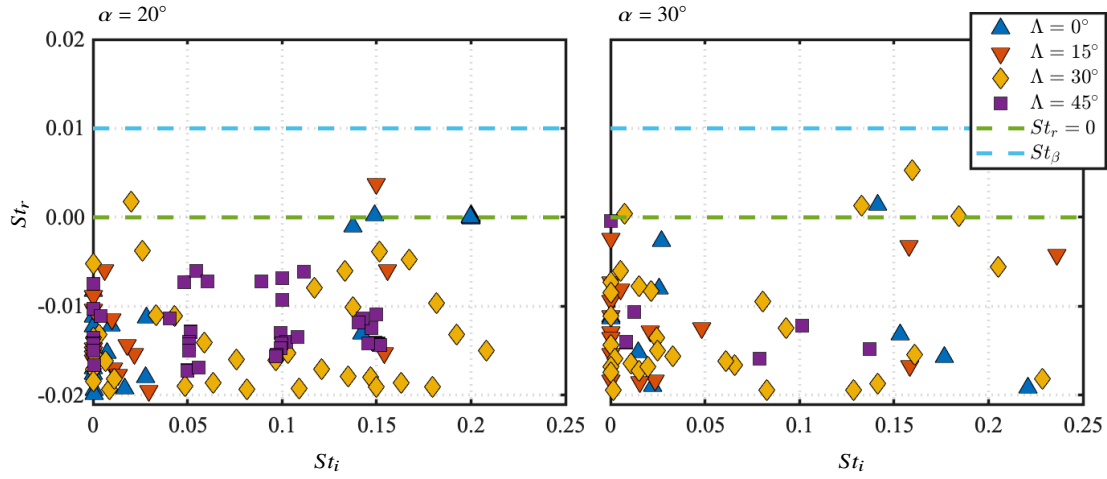 α = 20°
α = 30°
0.02
0.01
0.00
-0.01
-0.02
St_r
0 0.05 0.1 0.15 0.2 0.25
St_i
0 0.05 0.1 0.15 0.2 0.25
St_i
Λ = 0°
Λ = 15°
Λ = 30°
Λ = 45°
St_r = 0
St_β